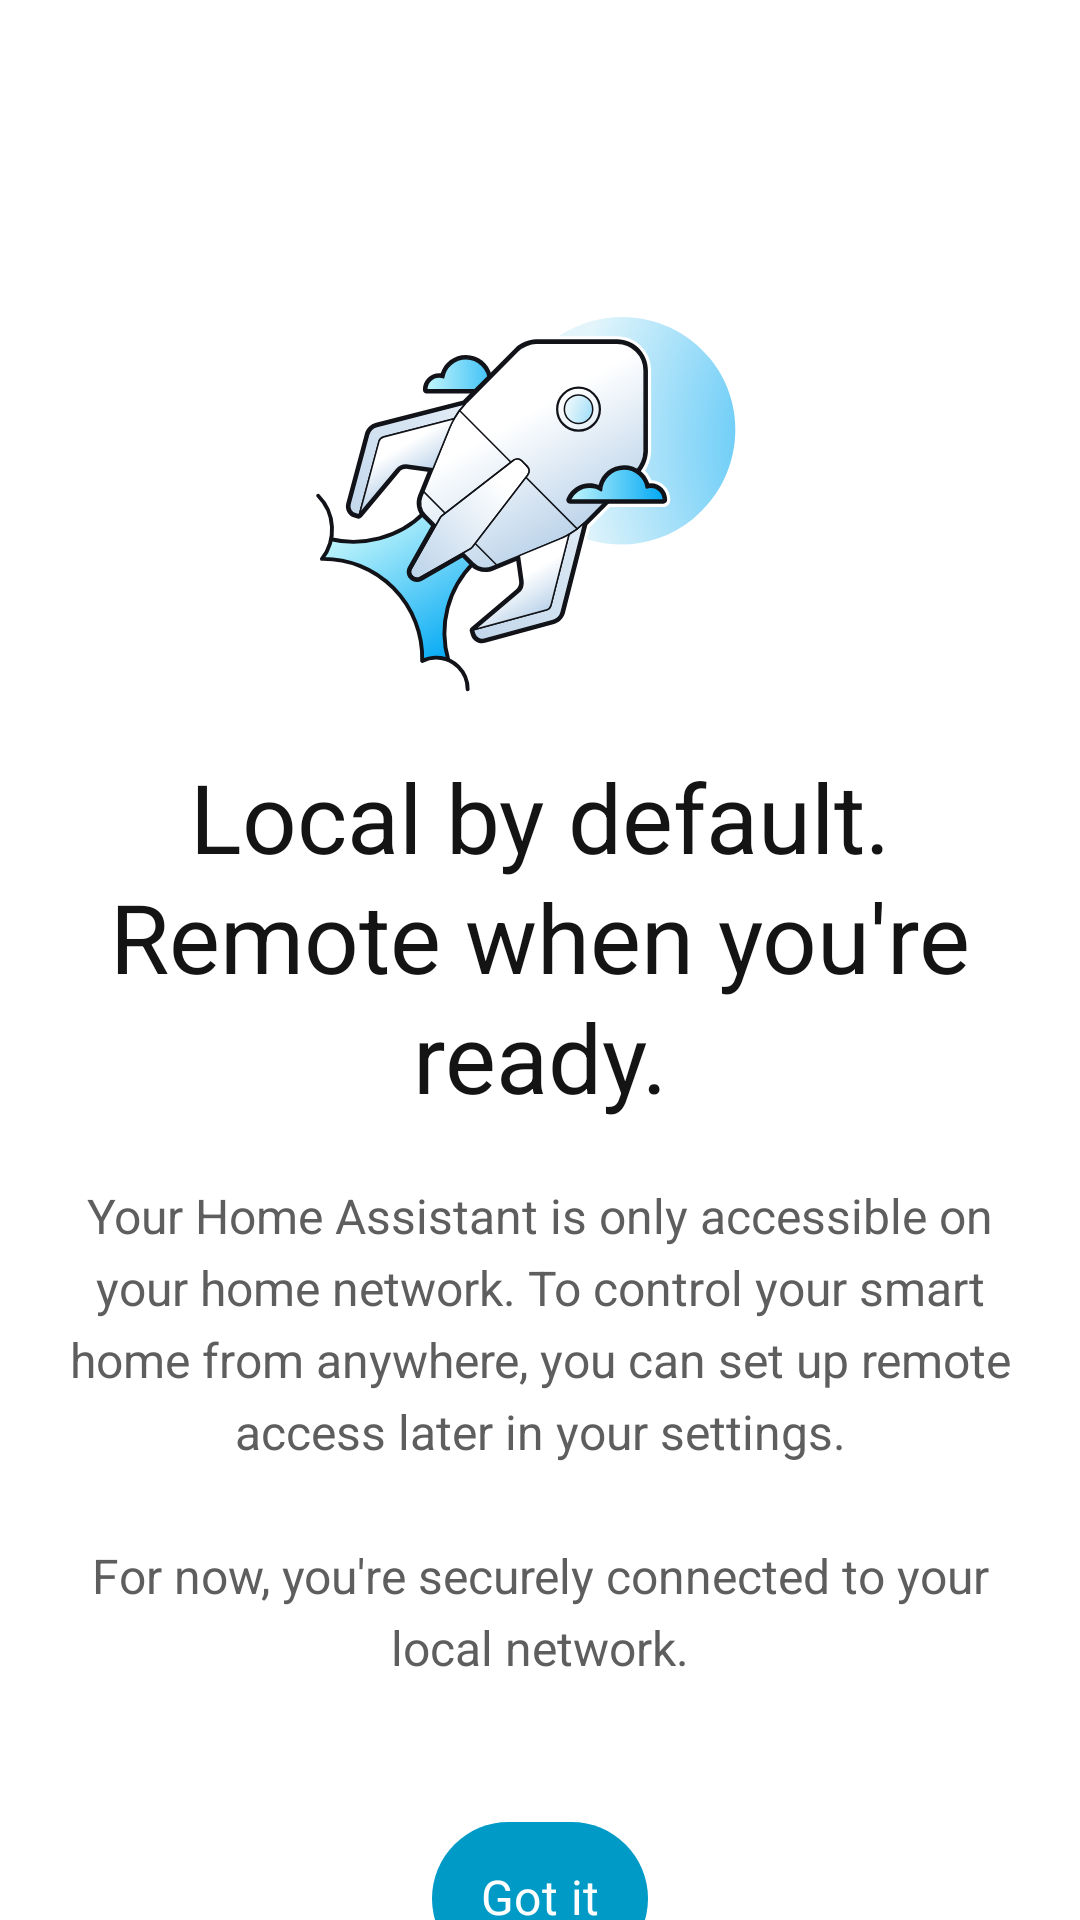 Local by default.
Remote when you're
ready.
Your Home Assistant is only accessible on
your home network. To control your smart
home from anywhere, you can set up remote
access later in your settings.
For now, you're securely connected to your
local network.
Got it